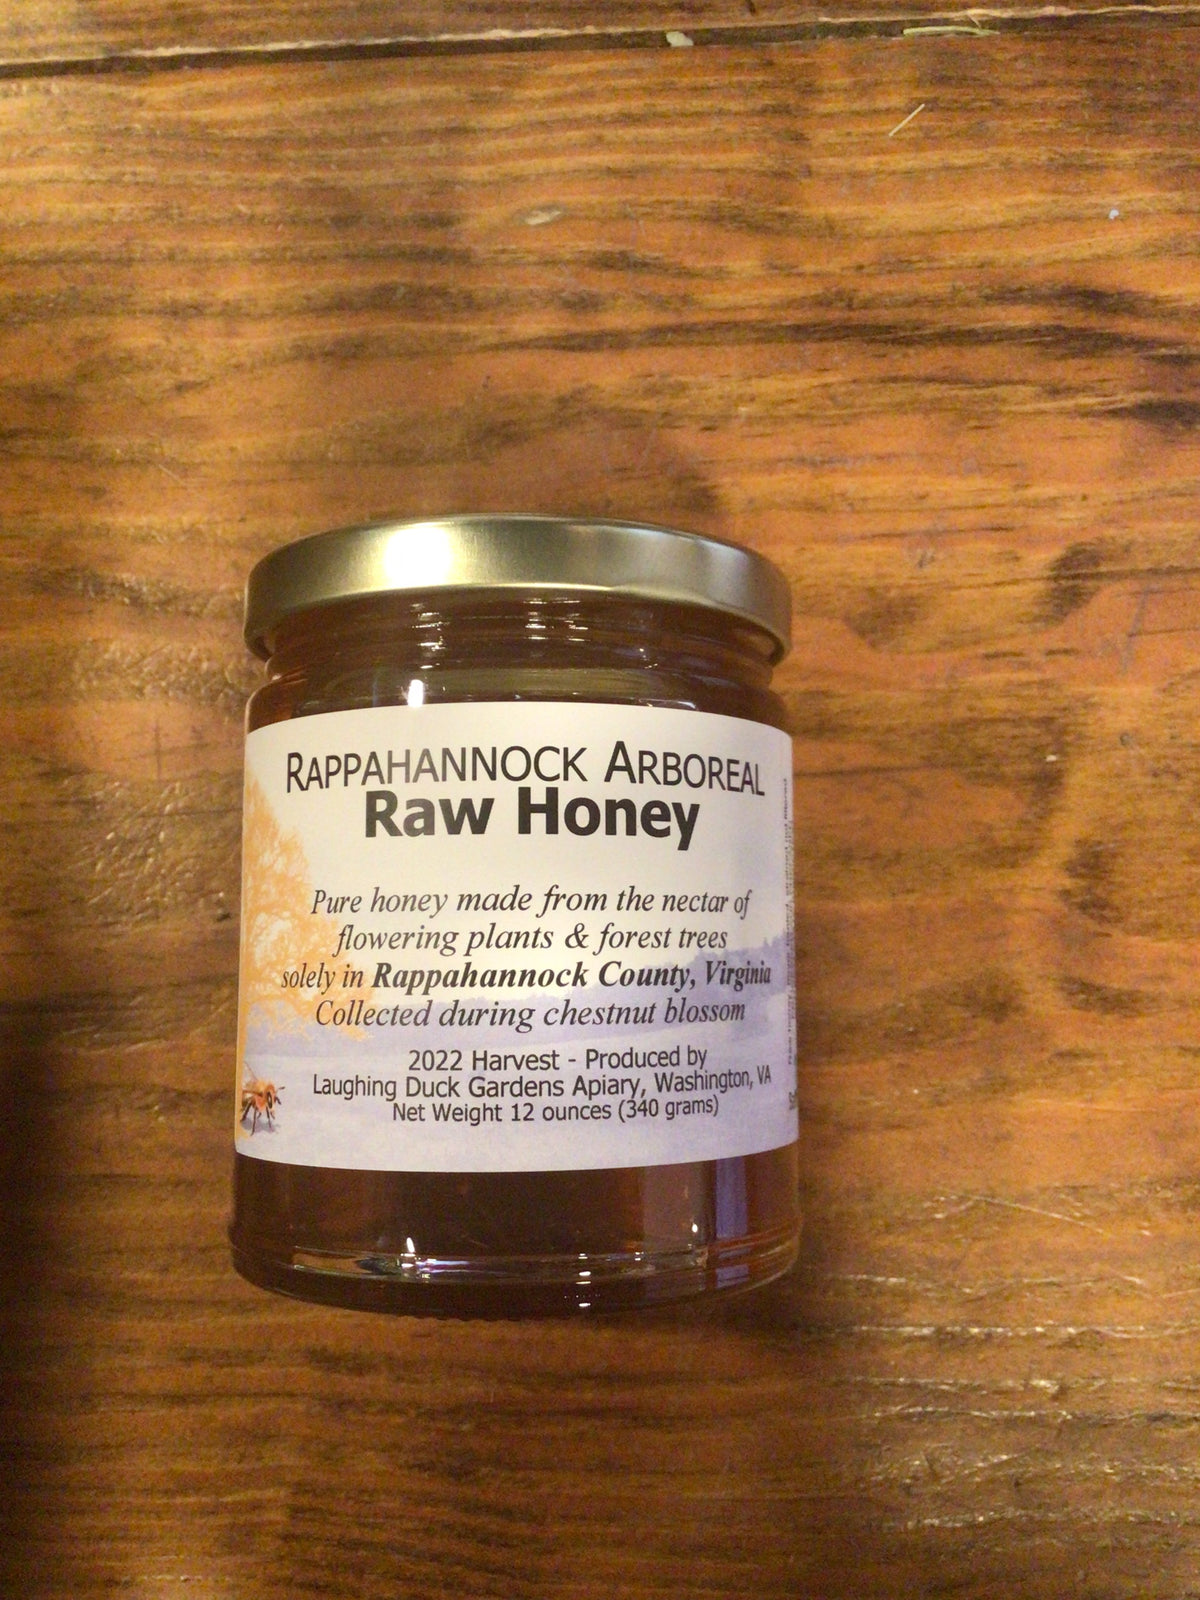 RAPPAHANNOCK ARBOREAL
Raw Honey
Pure honey made from the nectar of
flowering plants & forest trees
solely in Rappahannock County, Virginia
Collected during chestnut blossom
2022 Harvest - Produced by
Laughing Duck Gardens Apiary, Washington, VA
Net Weight 12 ounces (340 grams)